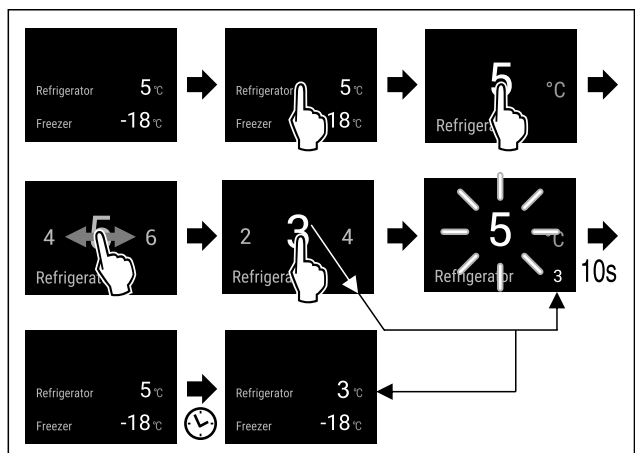 Refrigerator 5 °C
Freezer -18 °C
Refrigerator 5 °C
Freezer 18 °C
5 °C
Refrigera
4 5 6
Refrigerat
2 3 4
Refrigera
5 °C
Refrigerator 3
10s
Refrigerator 5 °C
Freezer -18 °C
Refrigerator 3 °C
Freezer -18 °C